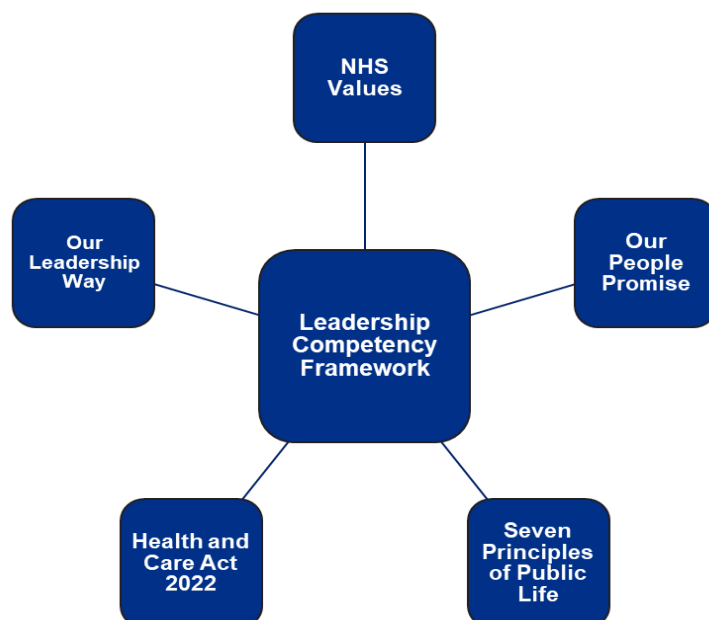 NHS
Values
Our
Leadership
Way
Our
People
Promise
Leadership
Competency
Framework
Health and
Care Act
2022
Seven
Principles
of Public
Life